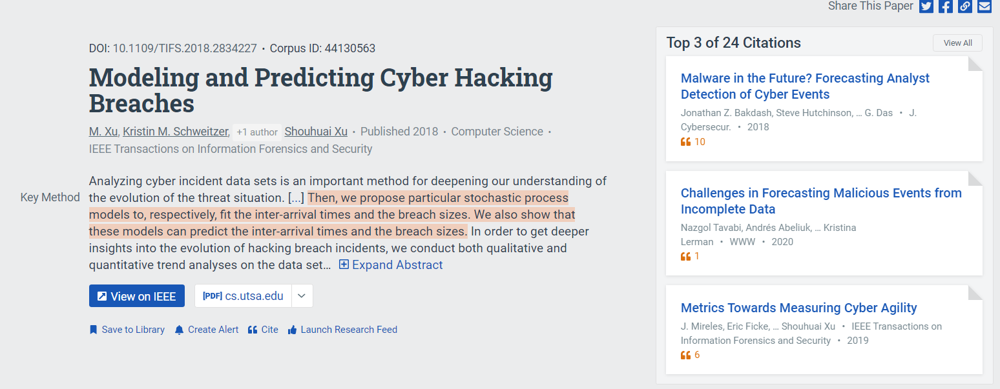 Share This Paper
DOI: 10.1109/TIFS.2018.2834227 • Corpus ID: 44130563
Modeling and Predicting Cyber Hacking
Breaches
M. Xu, Kristin M. Schweitzer, +1 author Shouhuai Xu • Published 2018 • Computer Science •
IEEE Transactions on Information Forensics and Security
Analyzing cyber incident data sets is an important method for deepening our understanding of
Key Method the evolution of the threat situation. [...] Then, we propose particular stochastic process
models to, respectively, fit the inter-arrival times and the breach sizes. We also show that
these models can predict the inter-arrival times and the breach sizes. In order to get deeper
insights into the evolution of hacking breach incidents, we conduct both qualitative and
quantitative trend analyses on the data set… Expand Abstract
View on IEEE [PDF] cs.utsa.edu
Save to Library Create Alert Cite Launch Research Feed
Top 3 of 24 Citations View All
Malware in the Future? Forecasting Analyst
Detection of Cyber Events
Jonathan Z. Bakdash, Steve Hutchinson, … G. Das • J.
Cybersecur. • 2018
10
Challenges in Forecasting Malicious Events from
Incomplete Data
Nazgol Tavabi, Andrés Abeliuk, … Kristina
Lerman • WWW • 2020
1
Metrics Towards Measuring Cyber Agility
J. Mireles, Eric Ficke, … Shouhuai Xu • IEEE Transactions on
Information Forensics and Security • 2019
6